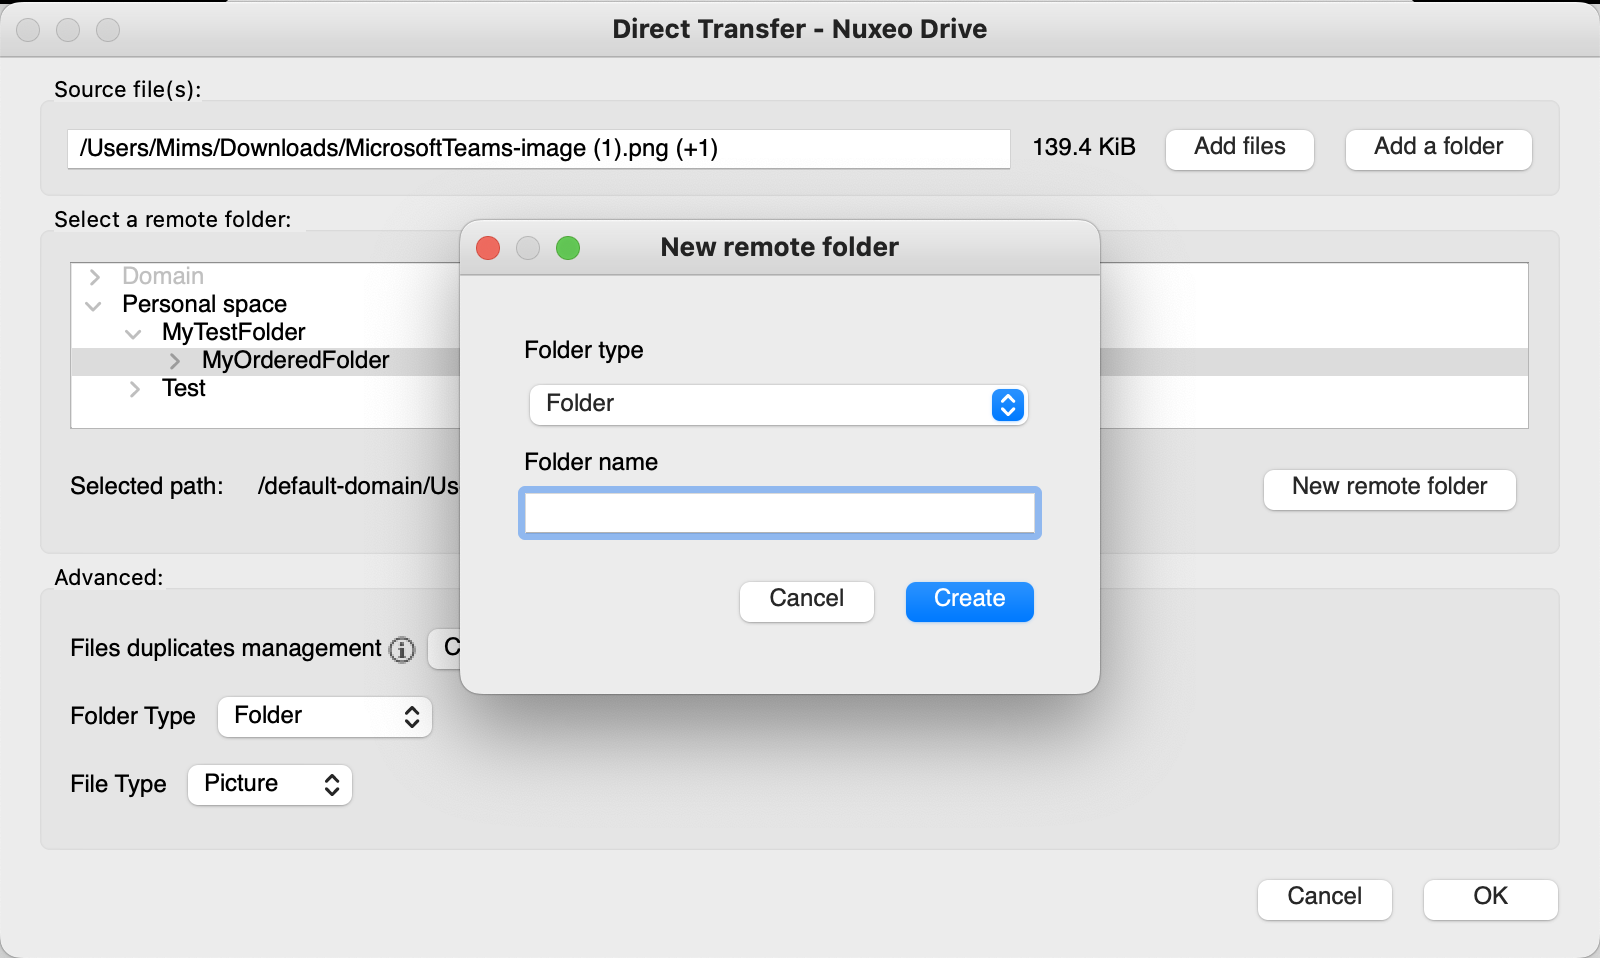 Direct Transfer - Nuxeo Drive
Source file(s):
/Users/Mims/Downloads/MicrosoftTeams-image (1).png (+1)
139.4 KiB
Add files
Add a folder
Select a remote folder:
Domain
Personal space
MyTestFolder
MyOrderedFolder
Test
Selected path: /default-domain/Us
New remote folder
Advanced:
Files duplicates management
C
Folder Type
Folder
File Type
Picture
Cancel
OK
New remote folder
Folder type
Folder
Folder name
Cancel
Create